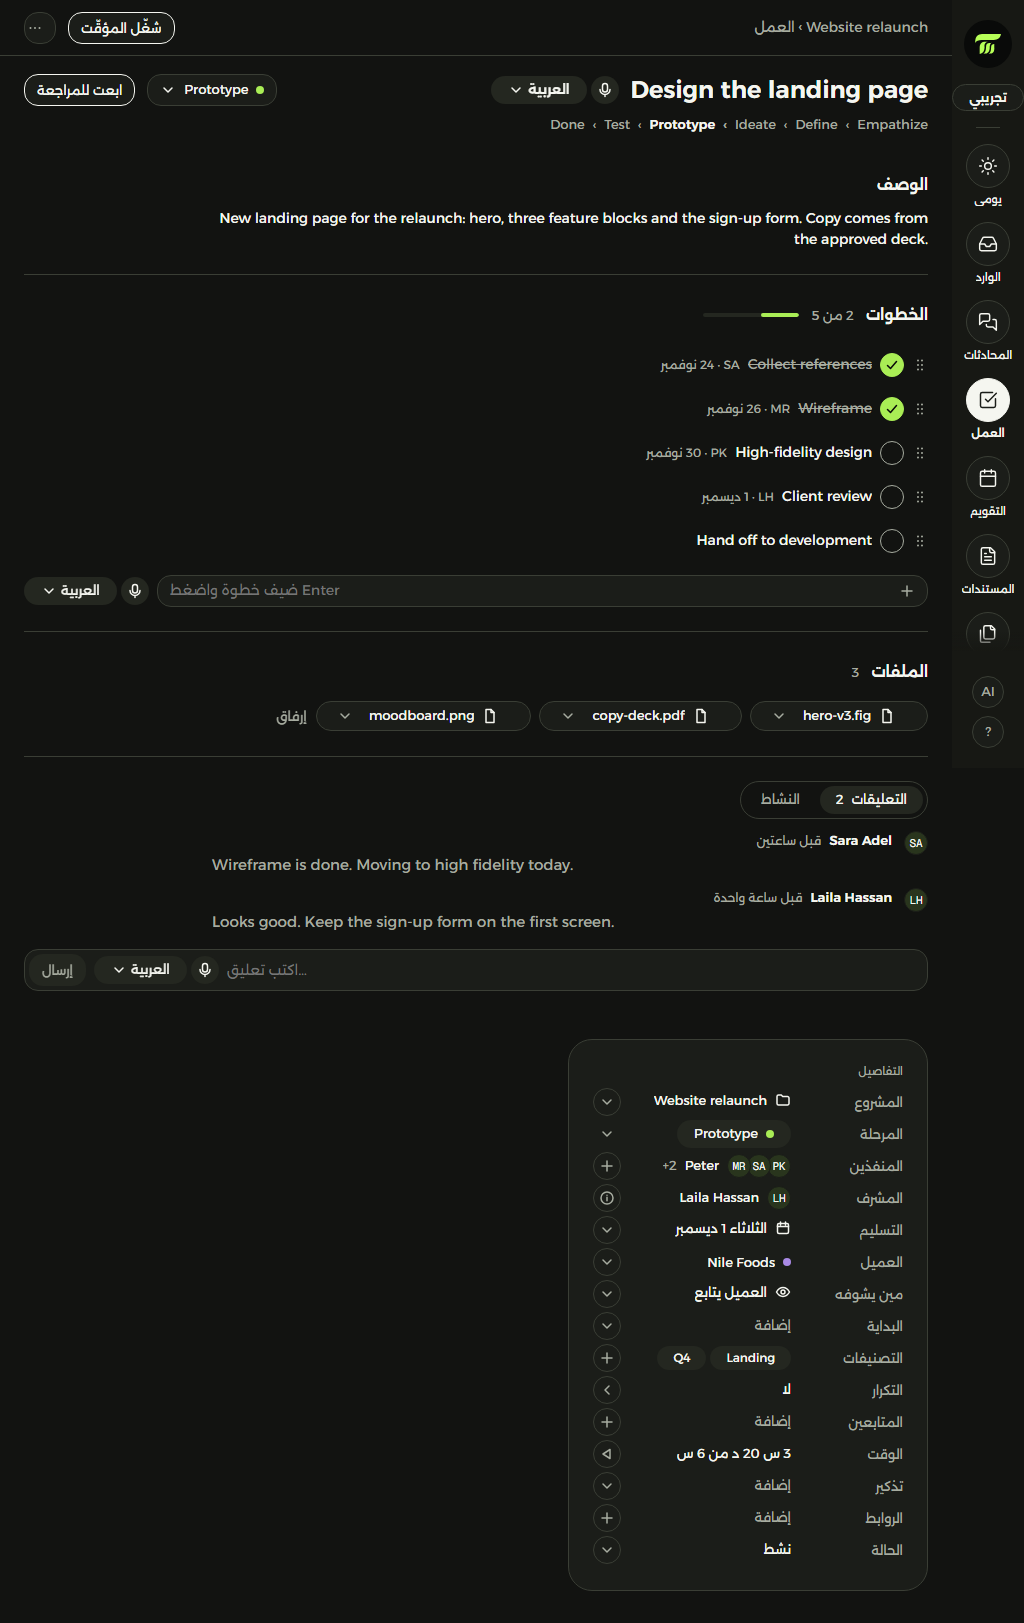 العمل ‹ Website relaunch
شغّل المؤقّت
...
Design the landing page
العربية
Prototype
ابعت للمراجعة
Empathize ‹ Define ‹ Ideate ‹ Prototype ‹ Test ‹ Done
الوصف
New landing page for the relaunch: hero, three feature blocks and the sign-up form. Copy comes from
the approved deck.
الخطوات 2 من 5
Collect references SA · 24 نوفمبر
Wireframe MR · 26 نوفمبر
High-fidelity design PK · 30 نوفمبر
Client review LH · 1 ديسمبر
Hand off to development
ضيف خطوة واضغط Enter
العربية
الملفات 3
hero-v3.fig
copy-deck.pdf
moodboard.png
إرفاق
التعليقات 2
النشاط
SA Sara Adel قبل ساعتين
Wireframe is done. Moving to high fidelity today.
LH Laila Hassan قبل ساعة واحدة
Looks good. Keep the sign-up form on the first screen.
اكتب تعليق...
العربية
إرسال
التفاصيل
المشروع Website relaunch
المرحلة Prototype
المنفذين PK SA MR Peter +2
المشرف LH Laila Hassan
التسليم الثلاثاء 1 ديسمبر
العميل Nile Foods
مين يشوفه العميل يتابع
البداية إضافة
التصنيفات Landing Q4
التكرار لا
المتابعين إضافة
الوقت 3 س 20 د من 6 س
تذكير إضافة
الروابط إضافة
الحالة نشط
تجريبي
يومي
الوارد
المحادثات
العمل
التقويم
المستندات
AI
?